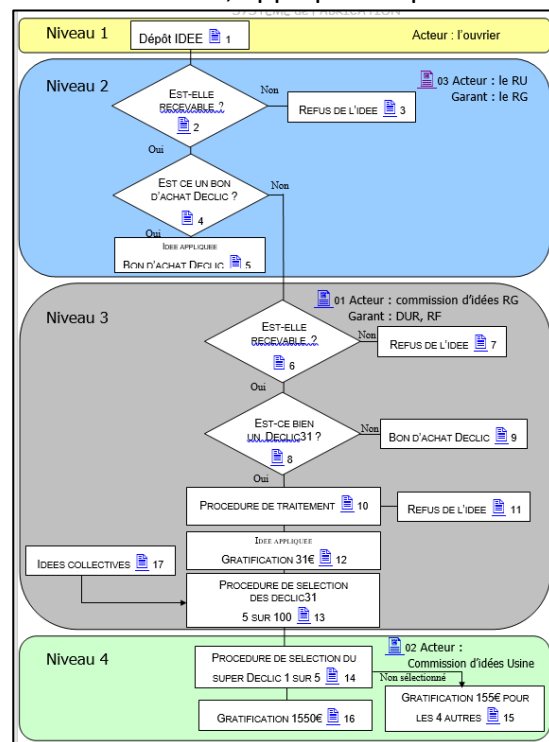 SYSTEME de FABRICATION
Niveau 1
Dépôt IDEE 1
Acteur : l'ouvrier
Niveau 2
EST-ELLE
RECEVABLE ?
2
Non
REFUS DE L'IDEE 3
03 Acteur : le RU
Garant : le RG
Oui
EST CE UN BON
D'ACHAT DECLIC ?
4
Non
Oui
IDEE APPLIQUEE
BON D'ACHAT DECLIC 5
Niveau 3
01 Acteur : commission d'idées RG
Garant : DUR, RF
EST-ELLE
RECEVABLE ?
6
Non
REFUS DE L'IDEE 7
Oui
EST-CE BIEN
UN DECLIC31 ?
8
Non
BON D'ACHAT DECLIC 9
Oui
PROCEDURE DE TRAITEMENT 10
REFUS DE L'IDEE 11
IDEE APPLIQUEE
GRATIFICATION 31€ 12
IDEES COLLECTIVES 17
PROCEDURE DE SELECTION
DES DECLIC31
5 SUR 100 13
Niveau 4
02 Acteur :
Commission d'idées Usine
PROCEDURE DE SELECTION DU
SUPER DECLIC 1 SUR 5 14
Non sélectionné
GRATIFICATION 1550€ 16
GRATIFICATION 155€ POUR
LES 4 AUTRES 15